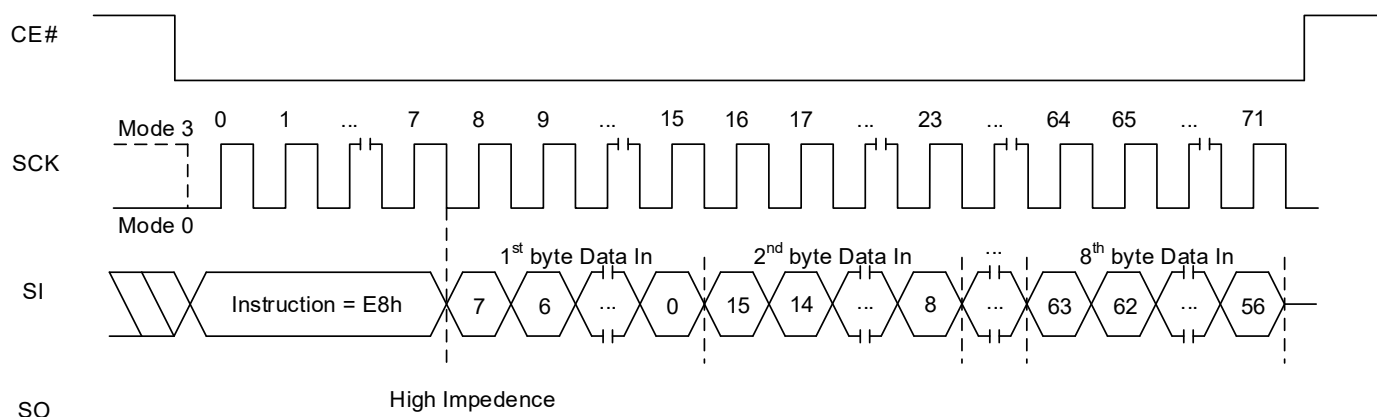 CE#
0 1 ... 7 8 9 ... 15 16 17 ... 23 ... 64 65 ... 71
Mode 3
SCK
Mode 0
1st byte Data In 2nd byte Data In ... 8th byte Data In
SI
Instruction = E8h 7 6 ... 0 15 14 ... 8 ... 63 62 ... 56
High Impedence
SO